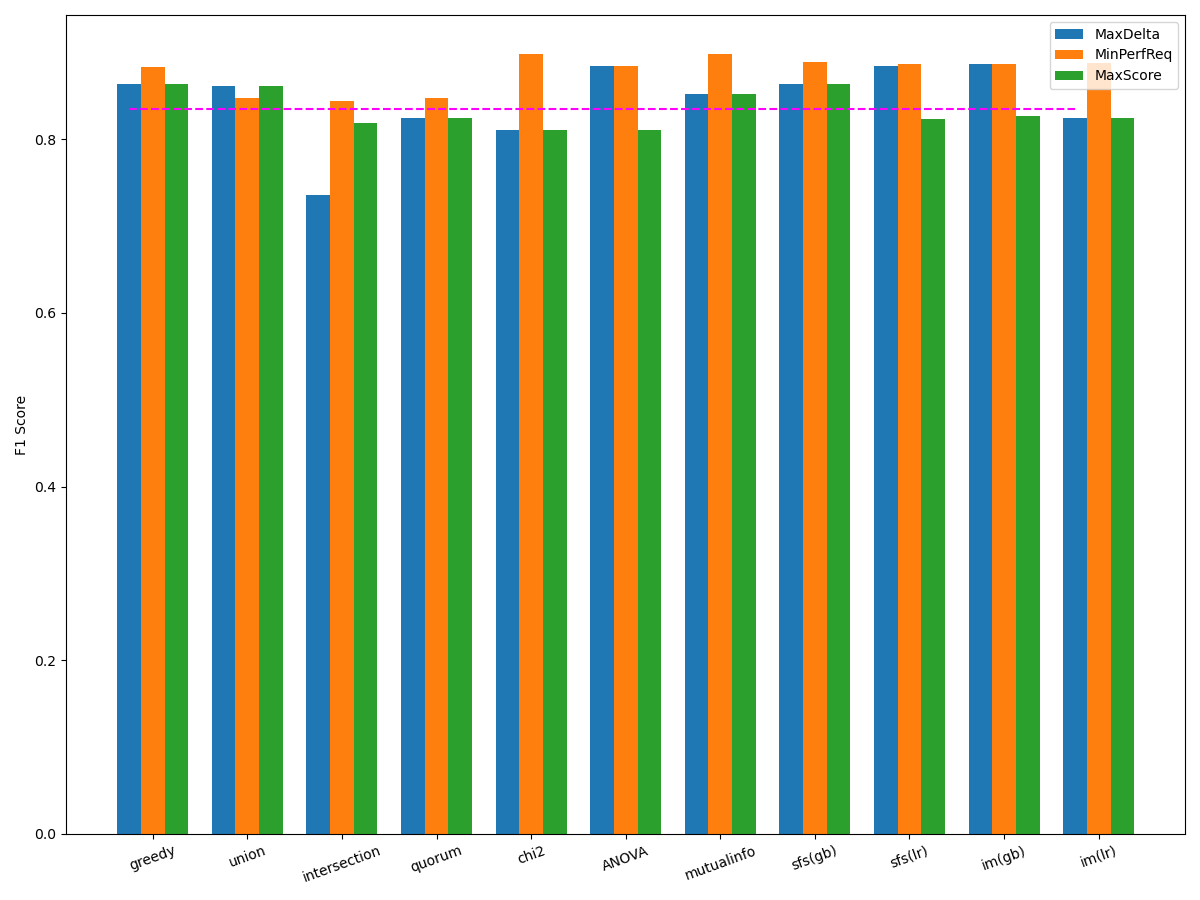 MaxDelta
MinPerfReq
MaxScore
F1 Score
0.8
0.6
0.4
0.2
0.0
greedy
union
intersection
quorum
chi2
ANOVA
mutualinfo
sfs(gb)
sfs(lr)
im(gb)
im(lr)